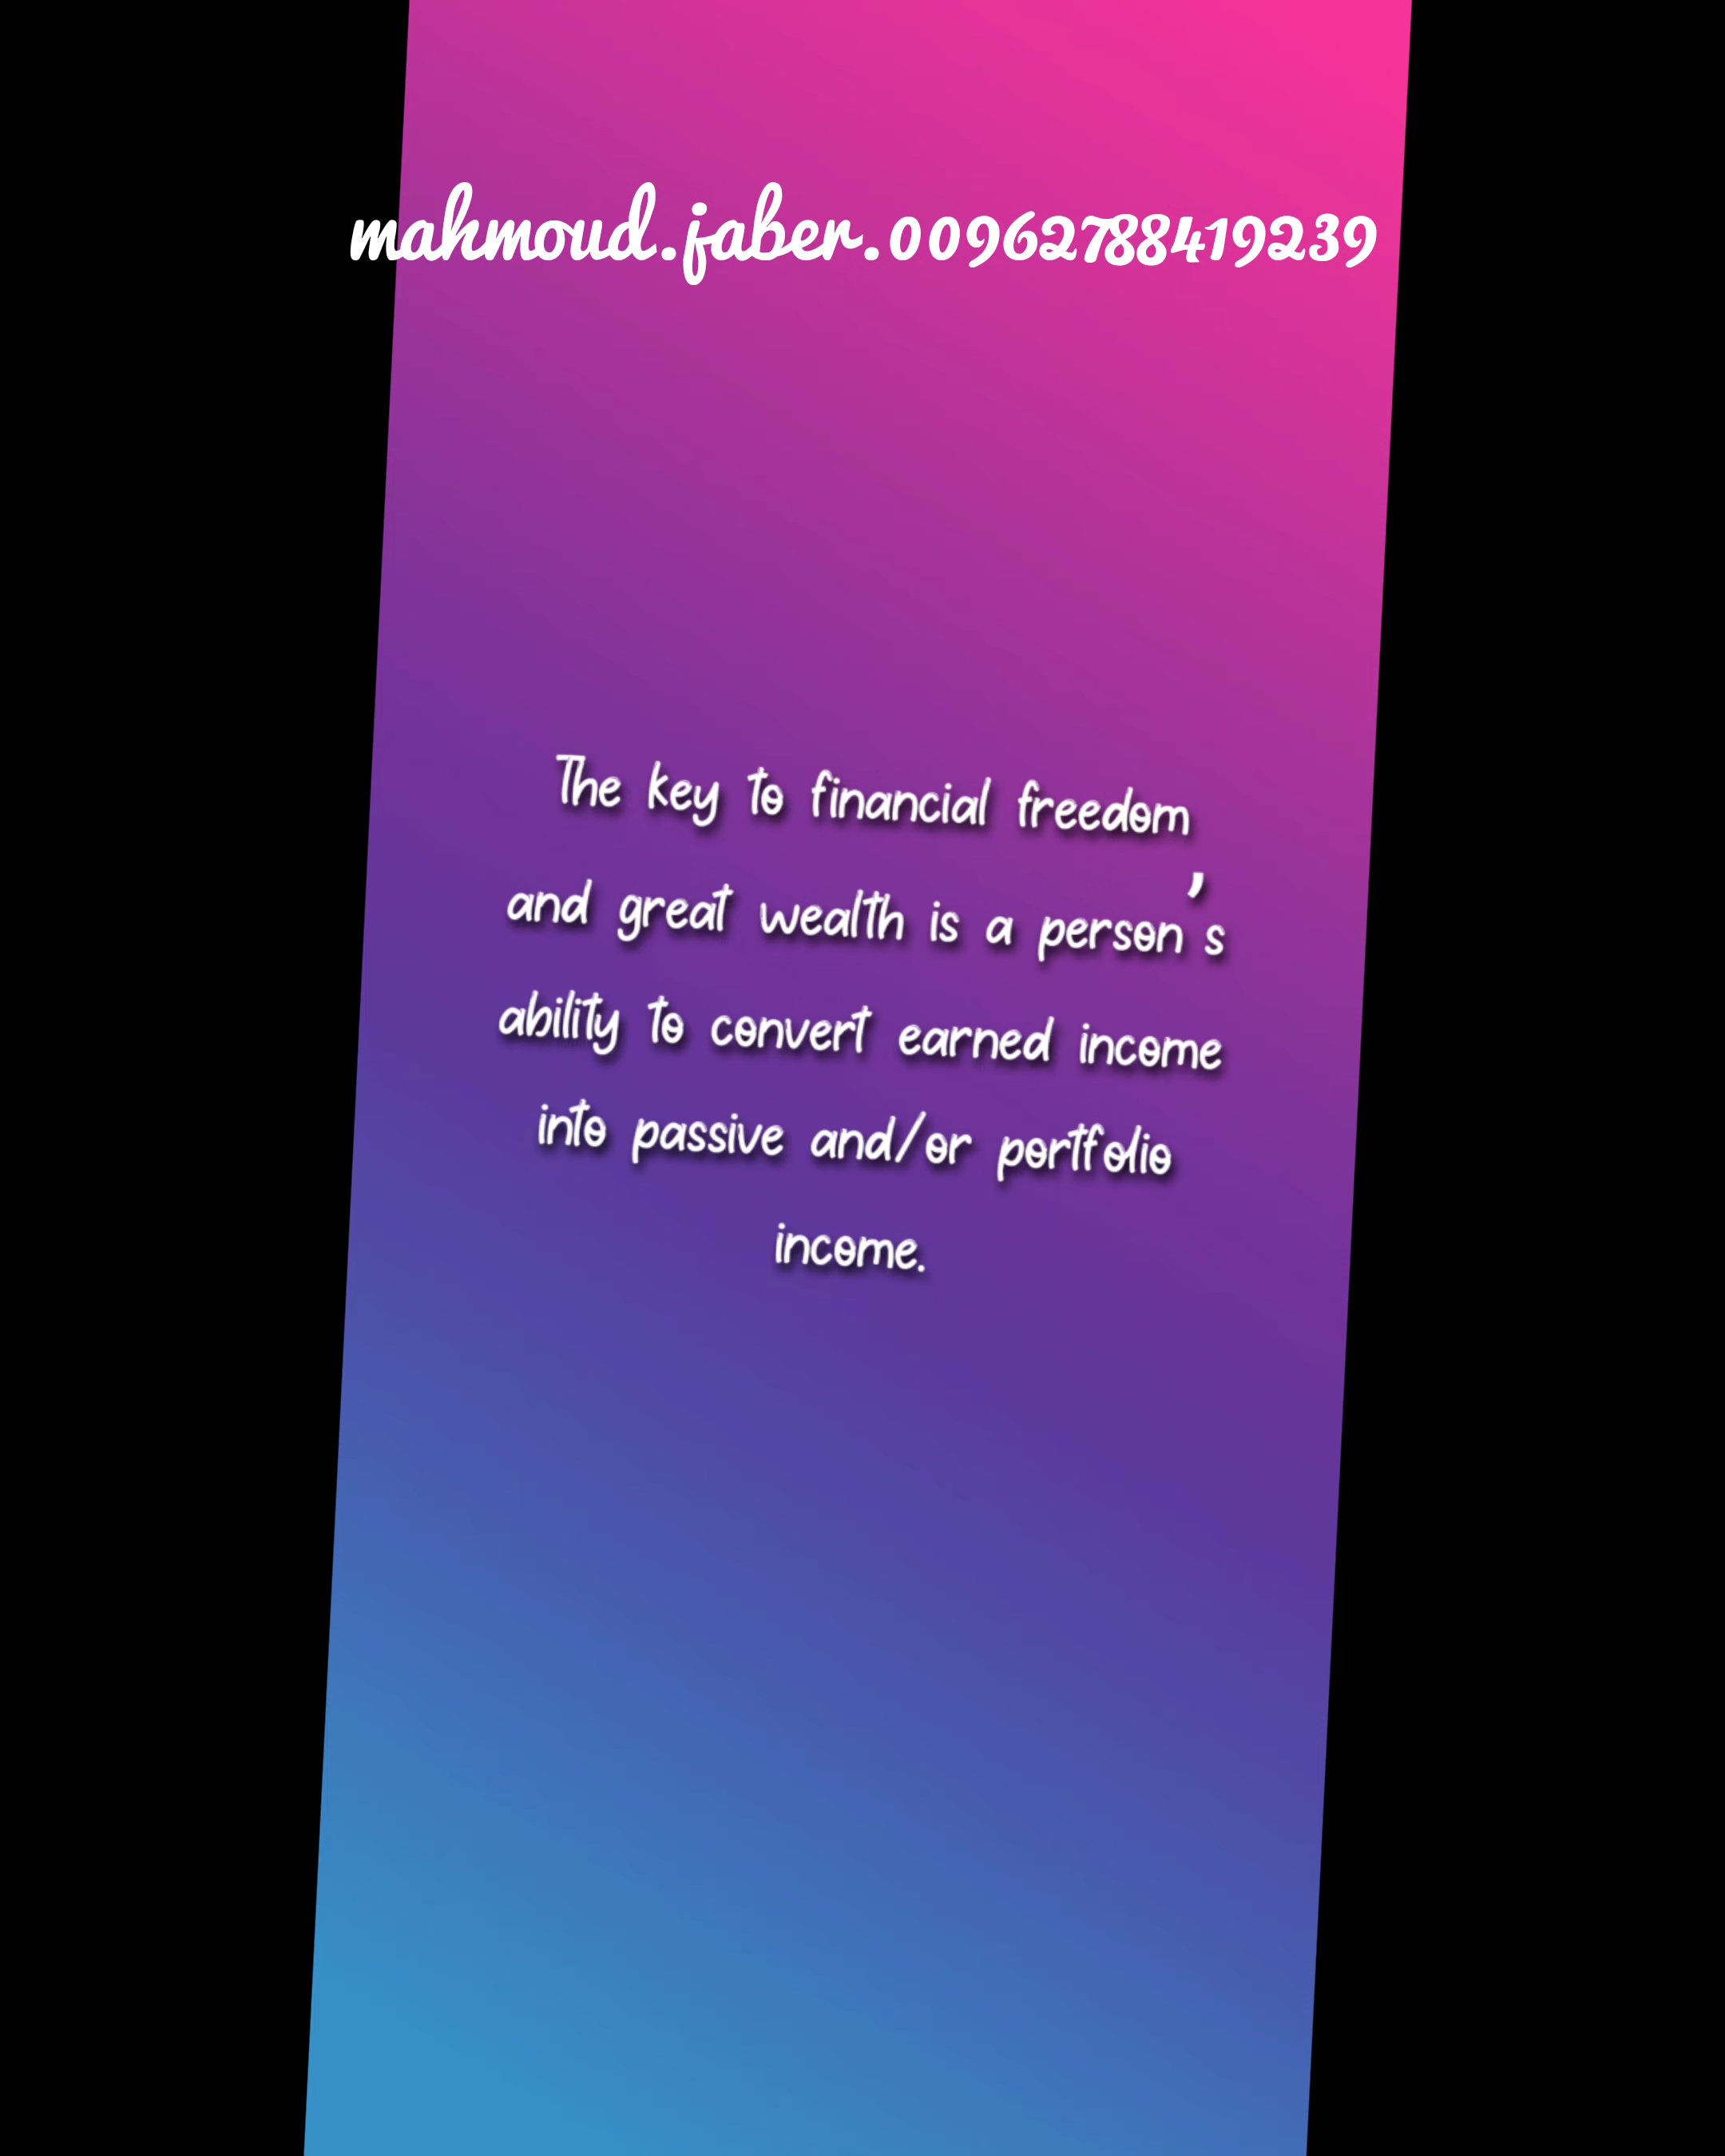 mahmoud.jaber.00962788419239
The key to financial freedom
and great wealth is a person's
ability to convert earned income
into passive and/or portfolio
income.